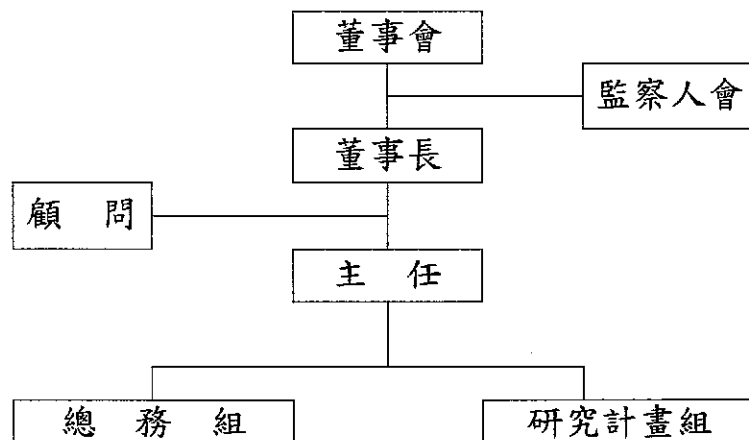 董事會
監察人會
董事長
顧　問
主　任
總　務　組
研究計畫組